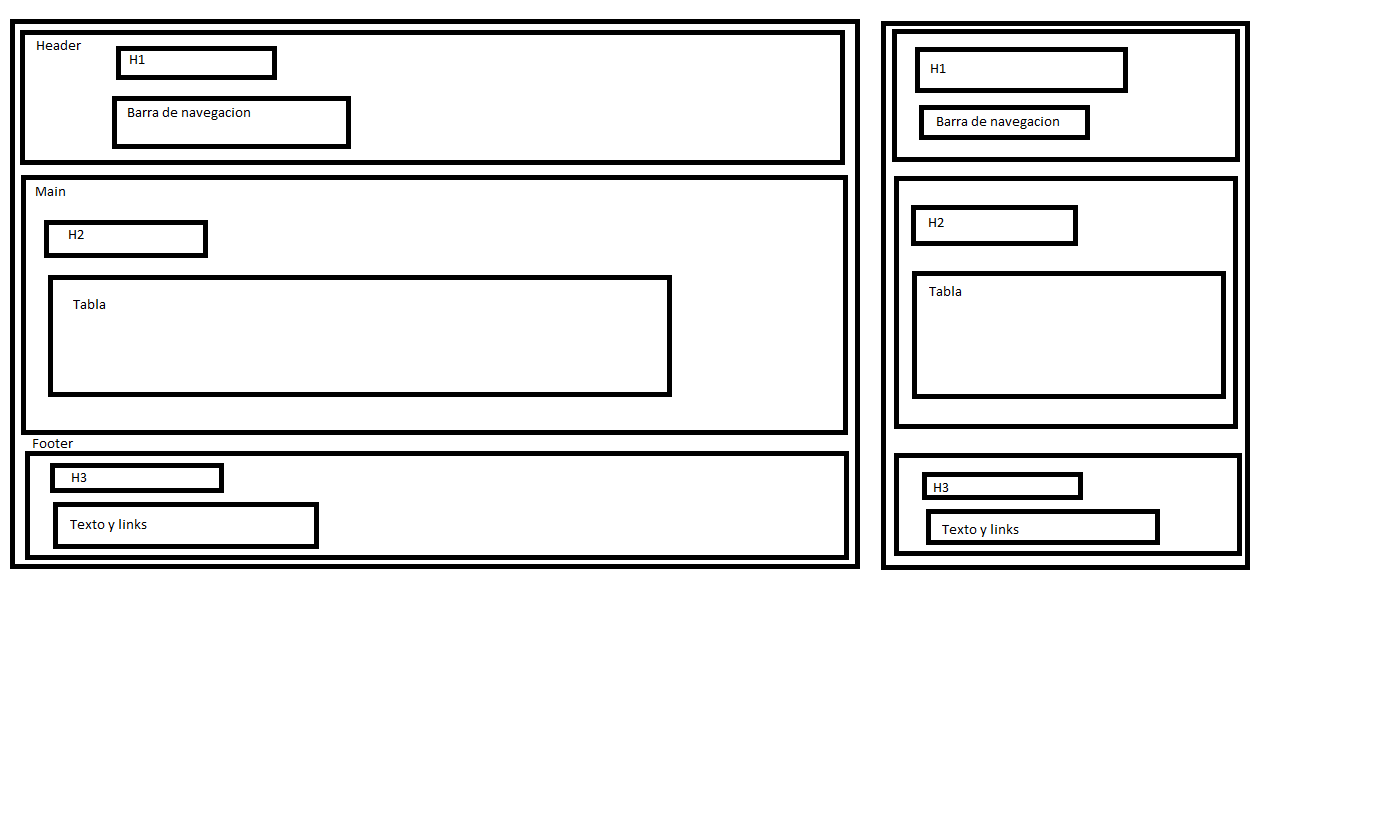 Header
H1
Barra de navegacion
Main
H2
Tabla
Footer
H3
Texto y links
H1
Barra de navegacion
H2
Tabla
H3
Texto y links